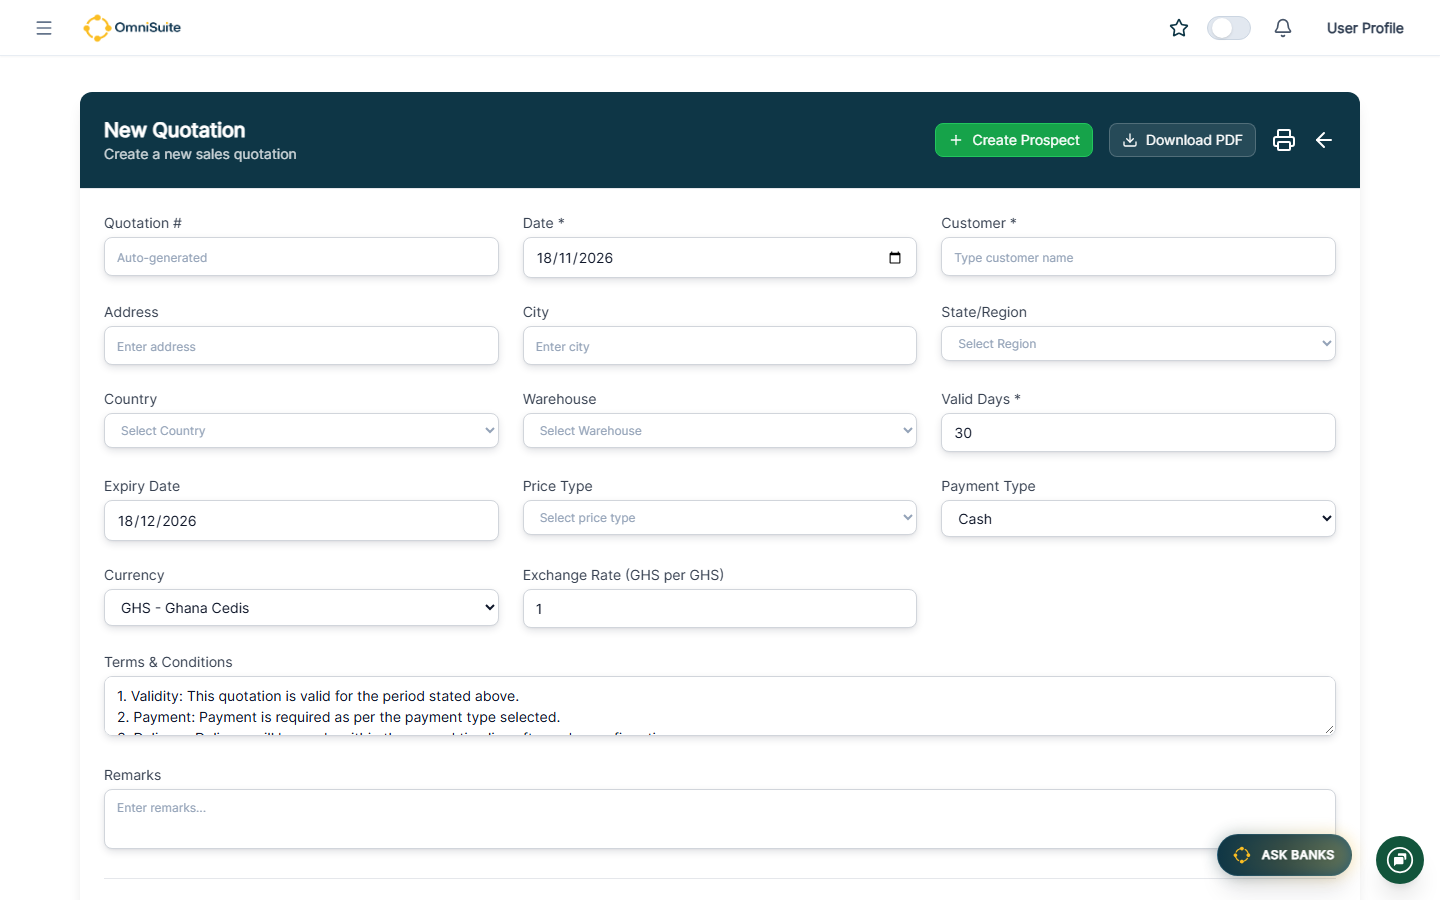 OmniSuite
User Profile
New Quotation
Create a new sales quotation
Create Prospect
Download PDF
Quotation #
Date *
Customer *
Auto-generated
18/11/2026
Type customer name
Address
City
State/Region
Enter address
Enter city
Select Region
Country
Warehouse
Valid Days *
Select Country
Select Warehouse
30
Expiry Date
Price Type
Payment Type
18/12/2026
Select price type
Cash
Currency
Exchange Rate (GHS per GHS)
GHS - Ghana Cedis
1
Terms & Conditions
1. Validity: This quotation is valid for the period stated above.
2. Payment: Payment is required as per the payment type selected.
Remarks
Enter remarks...
ASK BANKS